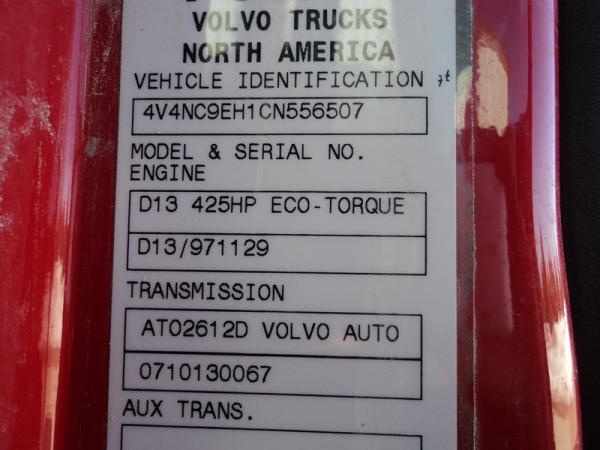 VOLVO TRUCKS
NORTH AMERICA
VEHICLE IDENTIFICATION
4V4NC9EH1CN556507
MODEL & SERIAL NO.
ENGINE
D13 425HP ECO-TORQUE
D13/971129
TRANSMISSION
ATO2612D VOLVO AUTO
0710130067
AUX TRANS.